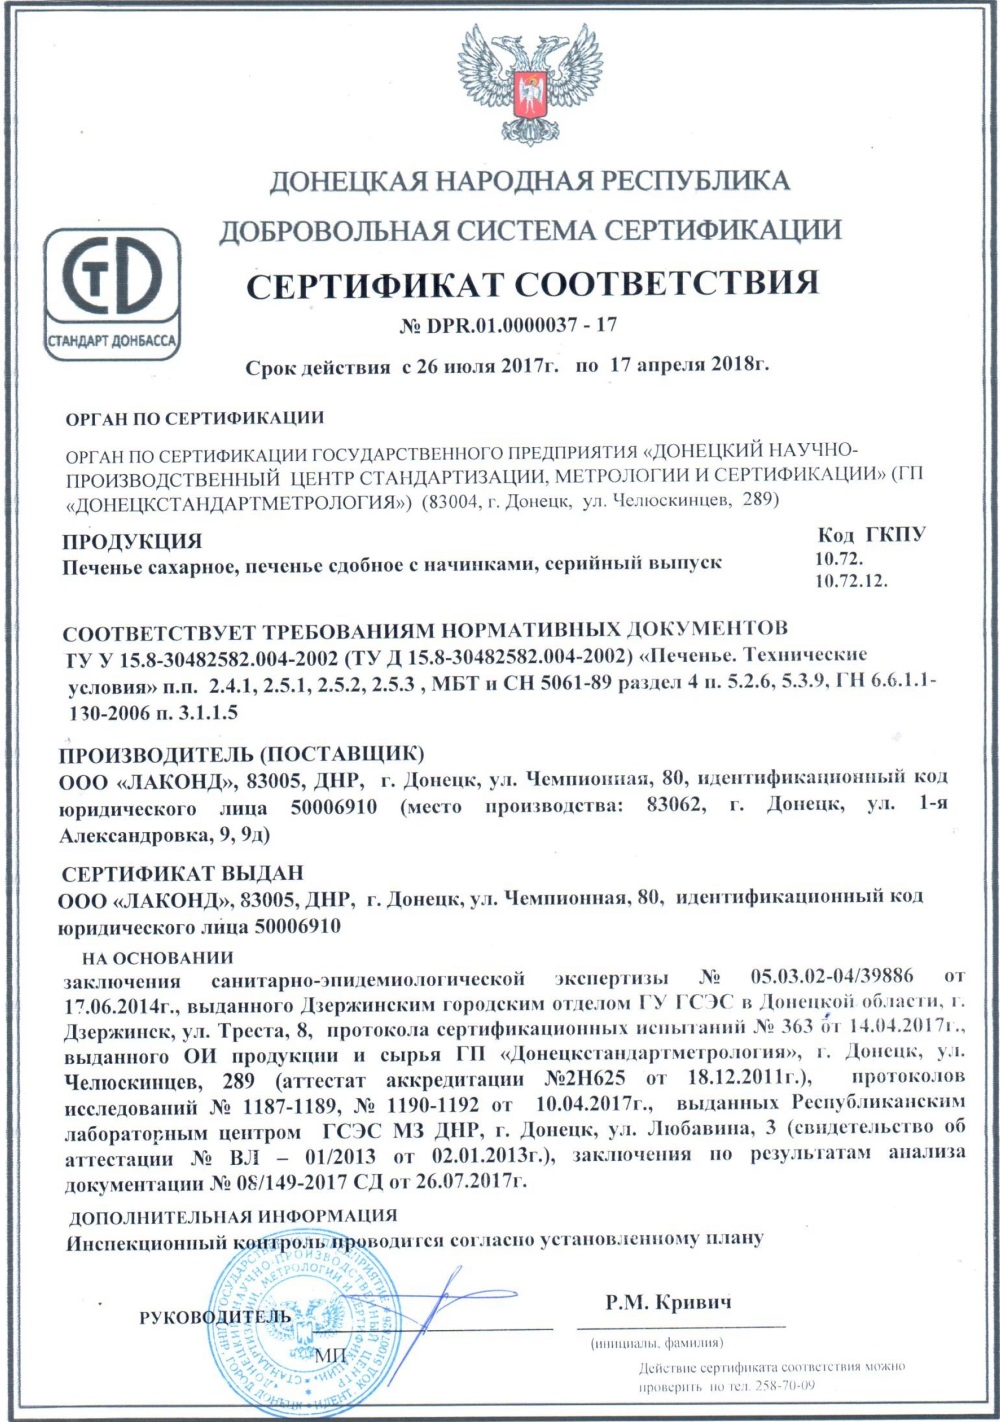 ДОНЕЦКАЯ НАРОДНАЯ РЕСПУБЛИКА
ДОБРОВОЛЬНАЯ СИСТЕМА СЕРТИФИКАЦИИ
СТD
СТАНДАРТ ДОНБАССА
СЕРТИФИКАТ СООТВЕТСТВИЯ
№ DPR.01.0000037 - 17
Срок действия с 26 июля 2017г. по 17 апреля 2018г.
ОРГАН ПО СЕРТИФИКАЦИИ
ОРГАН ПО СЕРТИФИКАЦИИ ГОСУДАРСТВЕННОГО ПРЕДПРИЯТИЯ «ДОНЕЦКИЙ НАУЧНО-
ПРОИЗВОДСТВЕННЫЙ ЦЕНТР СТАНДАРТИЗАЦИИ, МЕТРОЛОГИИ И СЕРТИФИКАЦИИ» (ГП
«ДОНЕЦКСТАНДАРТМЕТРОЛОГИЯ») (83004, г. Донецк, ул. Челюскинцев, 289)
ПРОДУКЦИЯ
Код ГКПУ
Печенье сахарное, печенье сдобное с начинками, серийный выпуск
10.72.
10.72.12.
СООТВЕТСТВУЕТ ТРЕБОВАНИЯМ НОРМАТИВНЫХ ДОКУМЕНТОВ
ТУ У 15.8-30482582.004-2002 (ТУ Д 15.8-30482582.004-2002) «Печенье. Технические
условия» п.п. 2.4.1, 2.5.1, 2.5.2, 2.5.3 , МБТ и СН 5061-89 раздел 4 п. 5.2.6, 5.3.9, ГН 6.6.1.1-
130-2006 п. 3.1.1.5
ПРОИЗВОДИТЕЛЬ (ПОСТАВЩИК)
ООО «ЛАКОНД», 83005, ДНР, г. Донецк, ул. Чемпионная, 80, идентификационный код
юридического лица 50006910 (место производства: 83062, г. Донецк, ул. 1-я
Александровка, 9, 9д)
СЕРТИФИКАТ ВЫДАН
ООО «ЛАКОНД», 83005, ДНР, г. Донецк, ул. Чемпионная, 80, идентификационный код
юридического лица 50006910
НА ОСНОВАНИИ
заключения санитарно-эпидемиологической экспертизы № 05.03.02-04/39886 от
17.06.2014г., выданного Дзержинским городским отделом ГУ ГСЭС в Донецкой области, г.
Дзержинск, ул. Треста, 8, протокола сертификационных испытаний № 363 от 14.04.2017г.,
выданного ОИ продукции и сырья ГП «Донецкстандартметрология», г. Донецк, ул.
Челюскинцев, 289 (аттестат аккредитации №2Н625 от 18.12.2011г.), протоколов
исследований № 1187-1189, № 1190-1192 от 10.04.2017г., выданных Республиканским
лабораторным центром ГСЭС МЗ ДНР, г. Донецк, ул. Любавина, 3 (свидетельство об
аттестации № ВЛ – 01/2013 от 02.01.2013г.), заключения по результатам анализа
документации № 08/149-2017 СД от 26.07.2017г.
ДОПОЛНИТЕЛЬНАЯ ИНФОРМАЦИЯ
Инспекционный контроль проводится согласно установленному плану
РУКОВОДИТЕЛЬ
Р.М. Кривич
(инициалы, фамилия)
МП
Действие сертификата соответствия можно
проверить по тел. 258-70-09